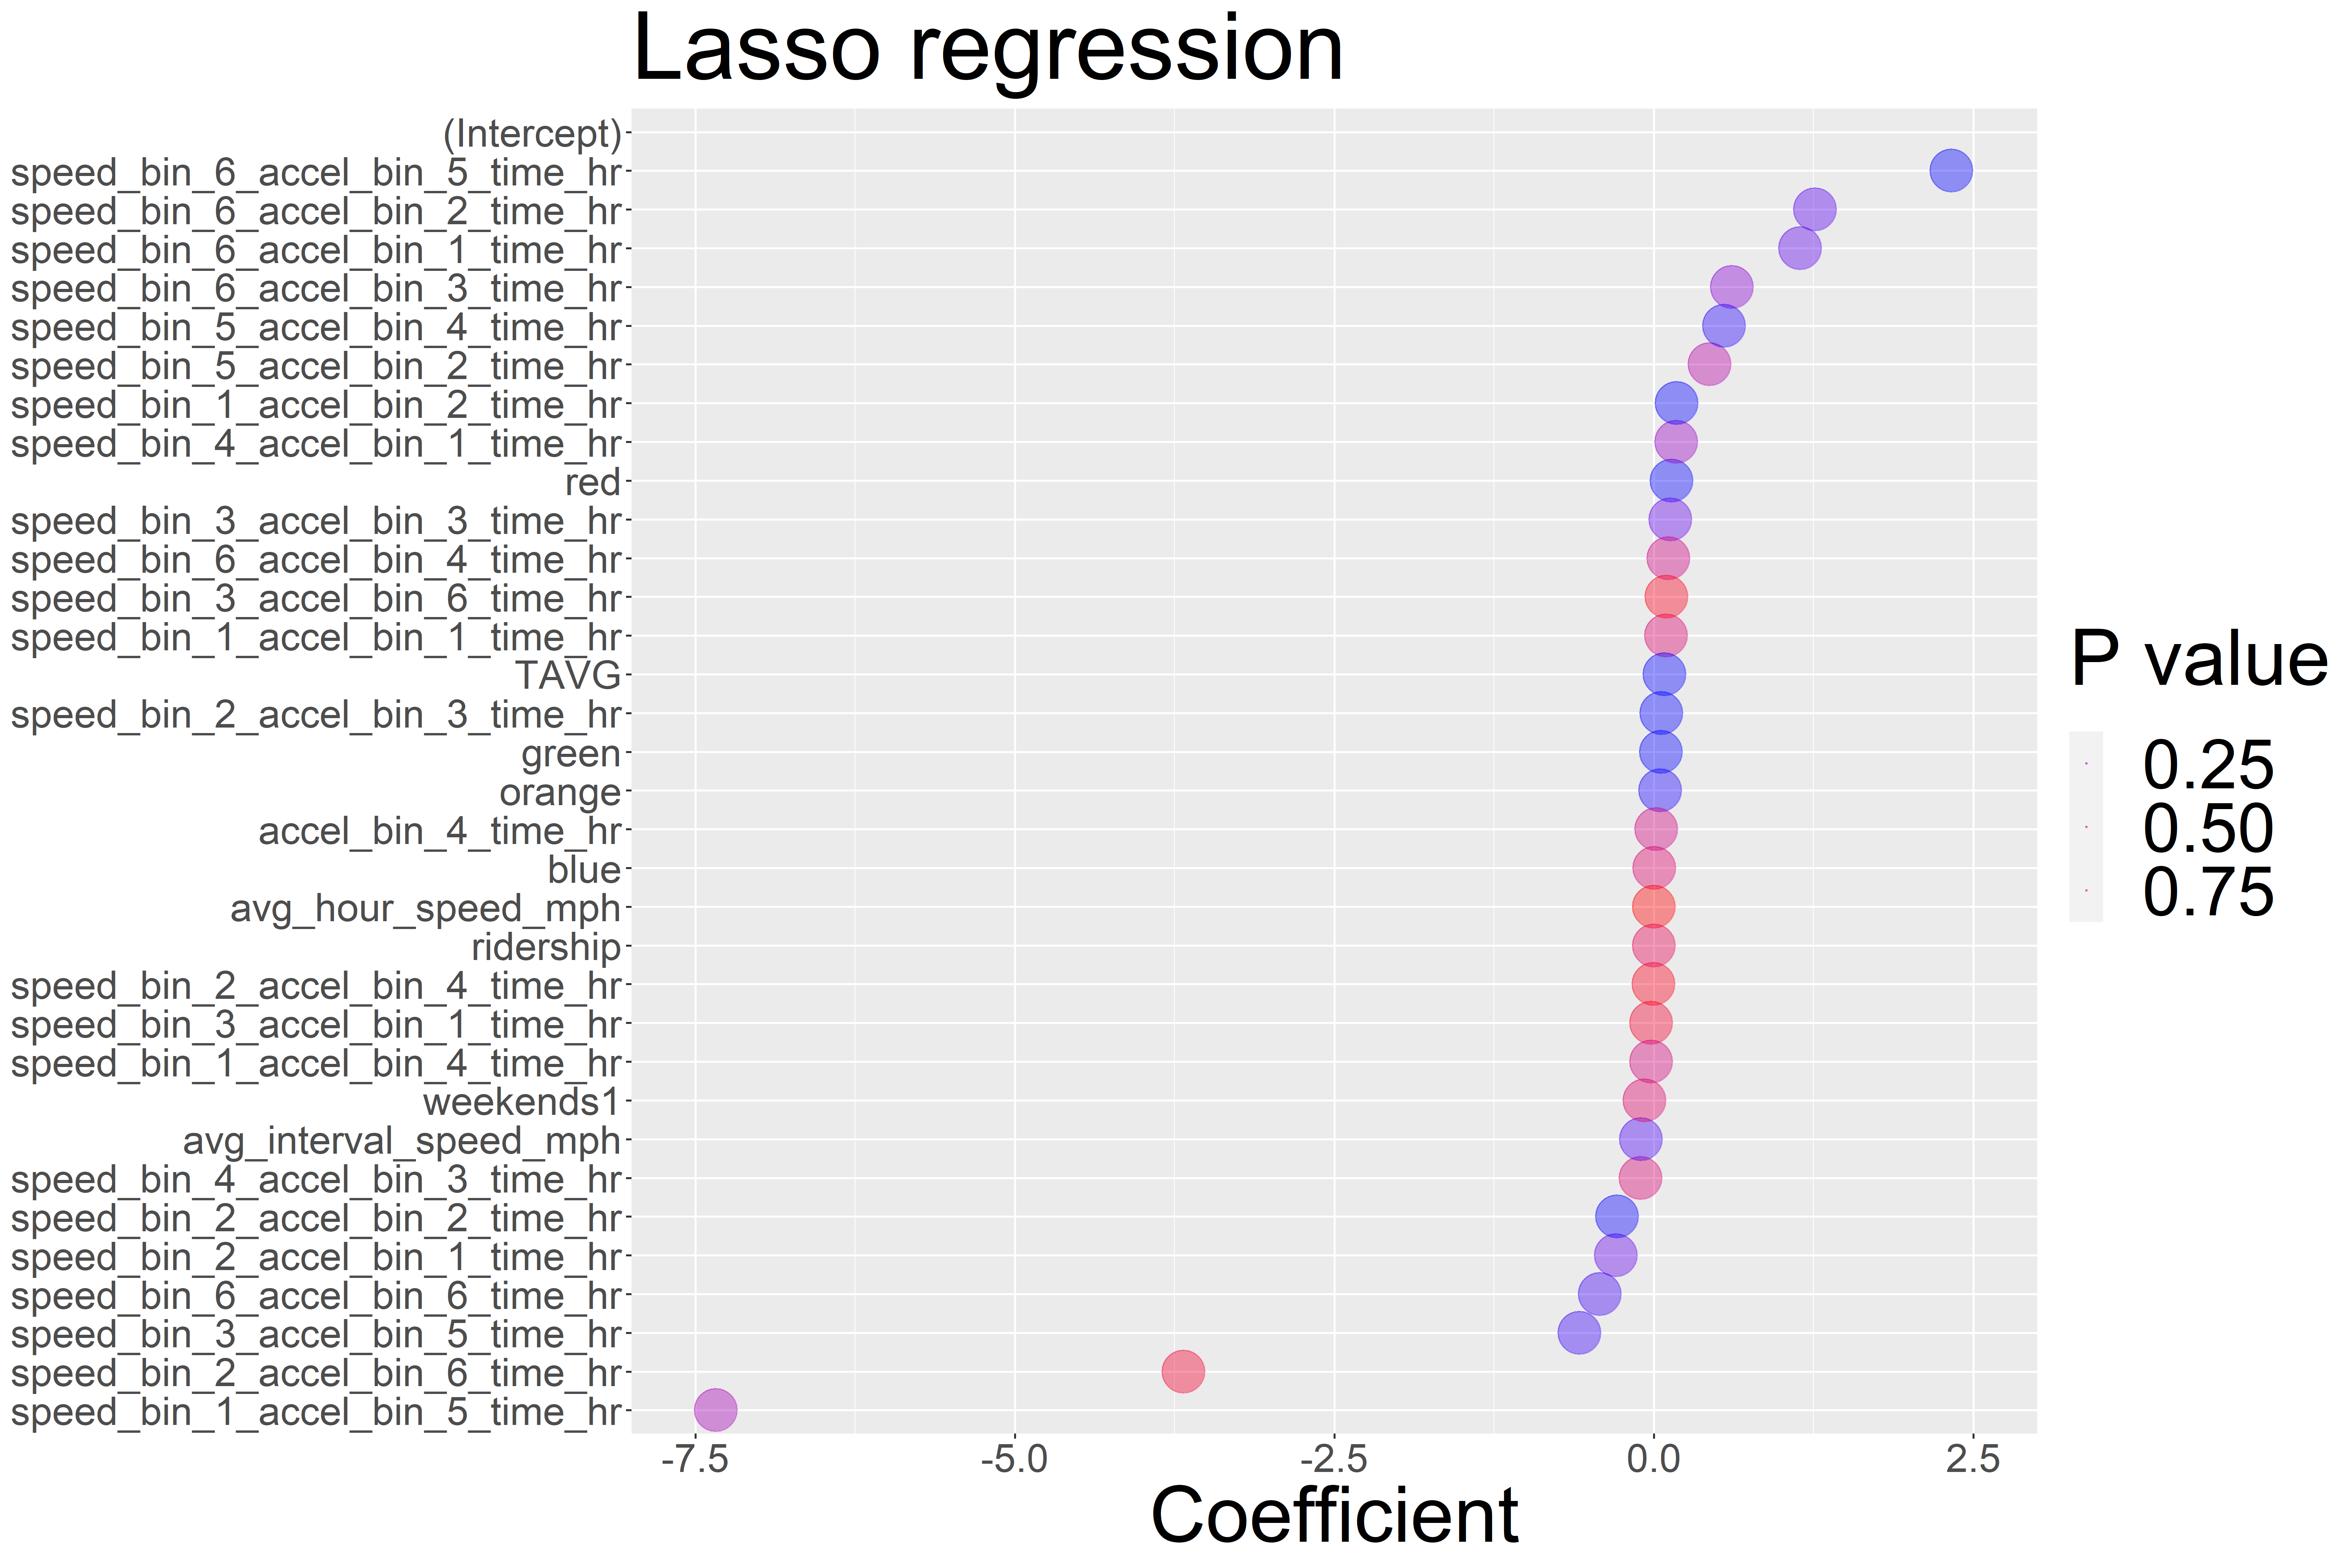 Lasso regression
(Intercept)
speed_bin_6_accel_bin_5_time_hr
speed_bin_6_accel_bin_2_time_hr
speed_bin_6_accel_bin_1_time_hr
speed_bin_6_accel_bin_3_time_hr
speed_bin_5_accel_bin_4_time_hr
speed_bin_5_accel_bin_2_time_hr
speed_bin_1_accel_bin_2_time_hr
speed_bin_4_accel_bin_1_time_hr
red
speed_bin_3_accel_bin_3_time_hr
speed_bin_6_accel_bin_4_time_hr
speed_bin_3_accel_bin_6_time_hr
speed_bin_1_accel_bin_1_time_hr
TAVG
speed_bin_2_accel_bin_3_time_hr
green
orange
accel_bin_4_time_hr
blue
avg_hour_speed_mph
ridership
speed_bin_2_accel_bin_4_time_hr
speed_bin_3_accel_bin_1_time_hr
speed_bin_1_accel_bin_4_time_hr
weekends1
avg_interval_speed_mph
speed_bin_4_accel_bin_3_time_hr
speed_bin_2_accel_bin_2_time_hr
speed_bin_2_accel_bin_1_time_hr
speed_bin_6_accel_bin_6_time_hr
speed_bin_3_accel_bin_5_time_hr
speed_bin_2_accel_bin_6_time_hr
speed_bin_1_accel_bin_5_time_hr
-7.5 -5.0 -2.5 0.0 2.5
Coefficient
P value
0.25
0.50
0.75